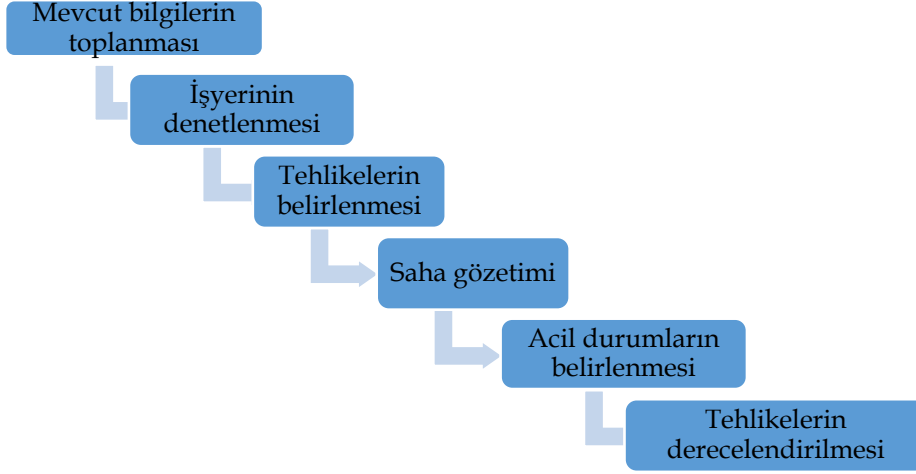 Mevcut bilgilerin
toplanması
İşyerinin
denetlenmesi
Tehlikelerin
belirlenmesi
Saha gözetimi
Acil durumların
belirlenmesi
Tehlikelerin
derecelendirilmesi